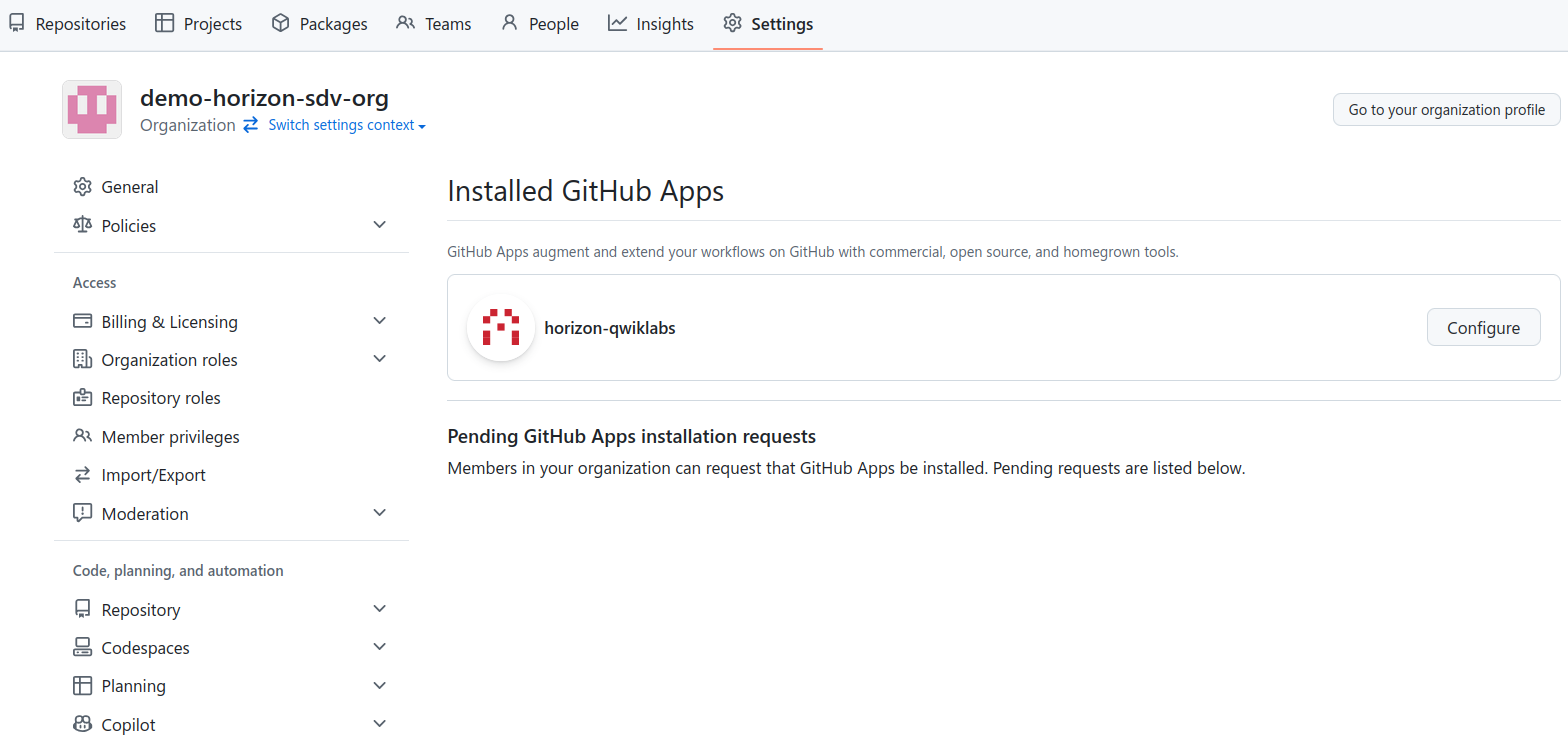 Repositories Projects Packages Teams People Insights Settings
demo-horizon-sdv-org
Organization Switch settings context
Go to your organization profile
General
Policies
Access
Billing & Licensing
Organization roles
Repository roles
Member privileges
Import/Export
Moderation
Code, planning, and automation
Repository
Codespaces
Planning
Copilot
Installed GitHub Apps
GitHub Apps augment and extend your workflows on GitHub with commercial, open source, and homegrown tools.
horizon-qwiklabs
Configure
Pending GitHub Apps installation requests
Members in your organization can request that GitHub Apps be installed. Pending requests are listed below.